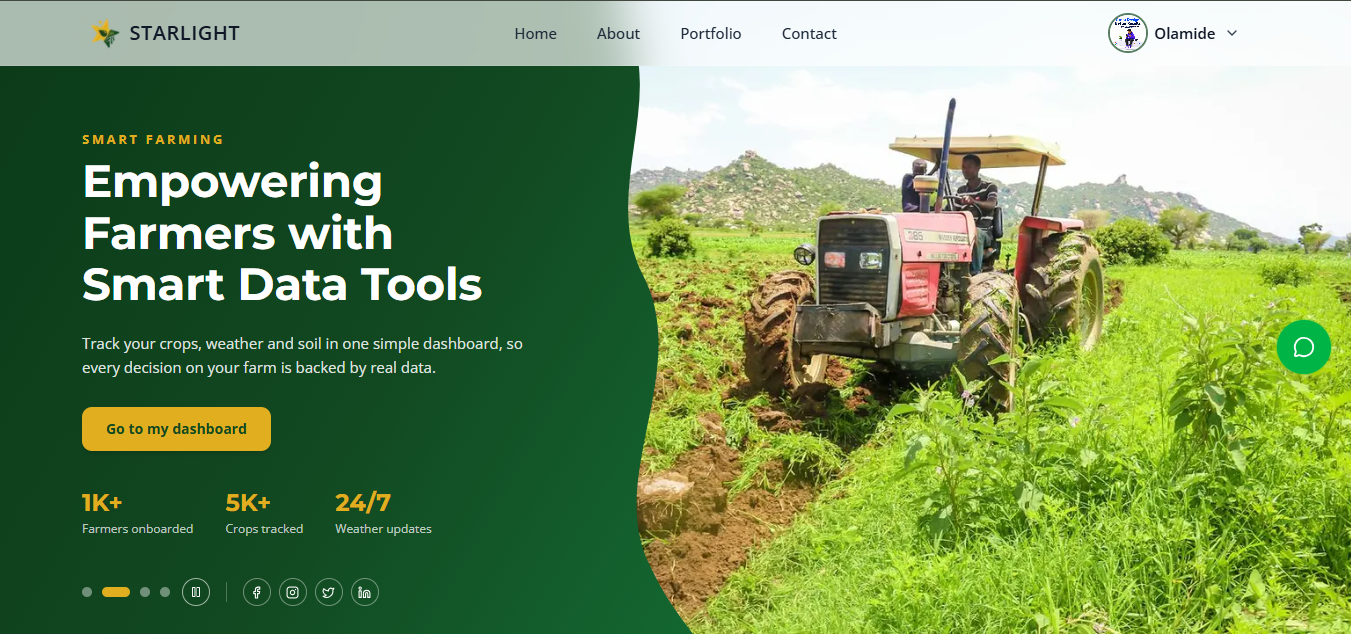 STARLIGHT
Home
About
Portfolio
Contact
Olamide
SMART FARMING
Empowering
Farmers with
Smart Data Tools
Track your crops, weather and soil in one simple dashboard, so
every decision on your farm is backed by real data.
Go to my dashboard
1K+
5K+
24/7
Farmers onboarded
Crops tracked
Weather updates
385